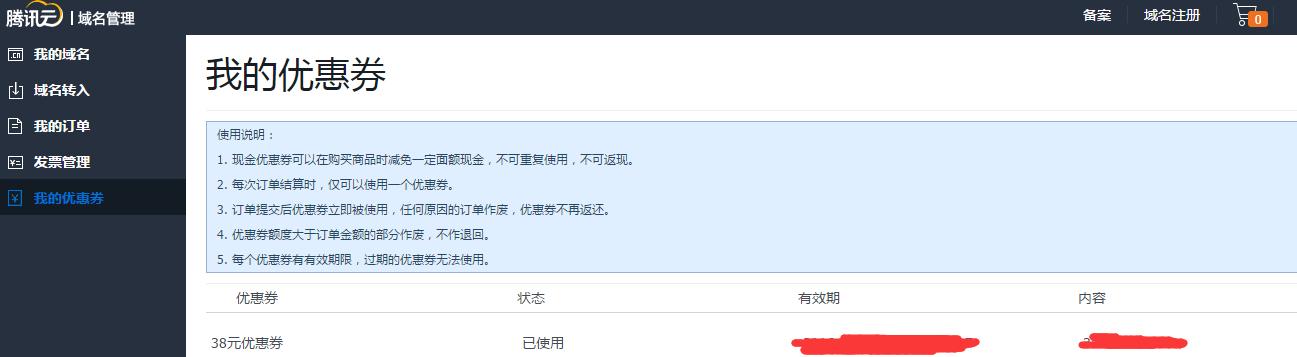 腾讯云 | 域名管理
备案 域名注册 0
我的域名
域名转入
我的订单
发票管理
我的优惠券
我的优惠券
使用说明：
1. 现金优惠券可以在购买商品时减免一定面额现金，不可重复使用，不可返现。
2. 每次订单结算时，仅可以使用一个优惠券。
3. 订单提交后优惠券立即被使用，任何原因的订单作废，优惠券不再返还。
4. 优惠券额度大于订单金额的部分作废，不作退回。
5. 每个优惠券有有效期限，过期的优惠券无法使用。
优惠券 状态 有效期 内容
38元优惠券 已使用